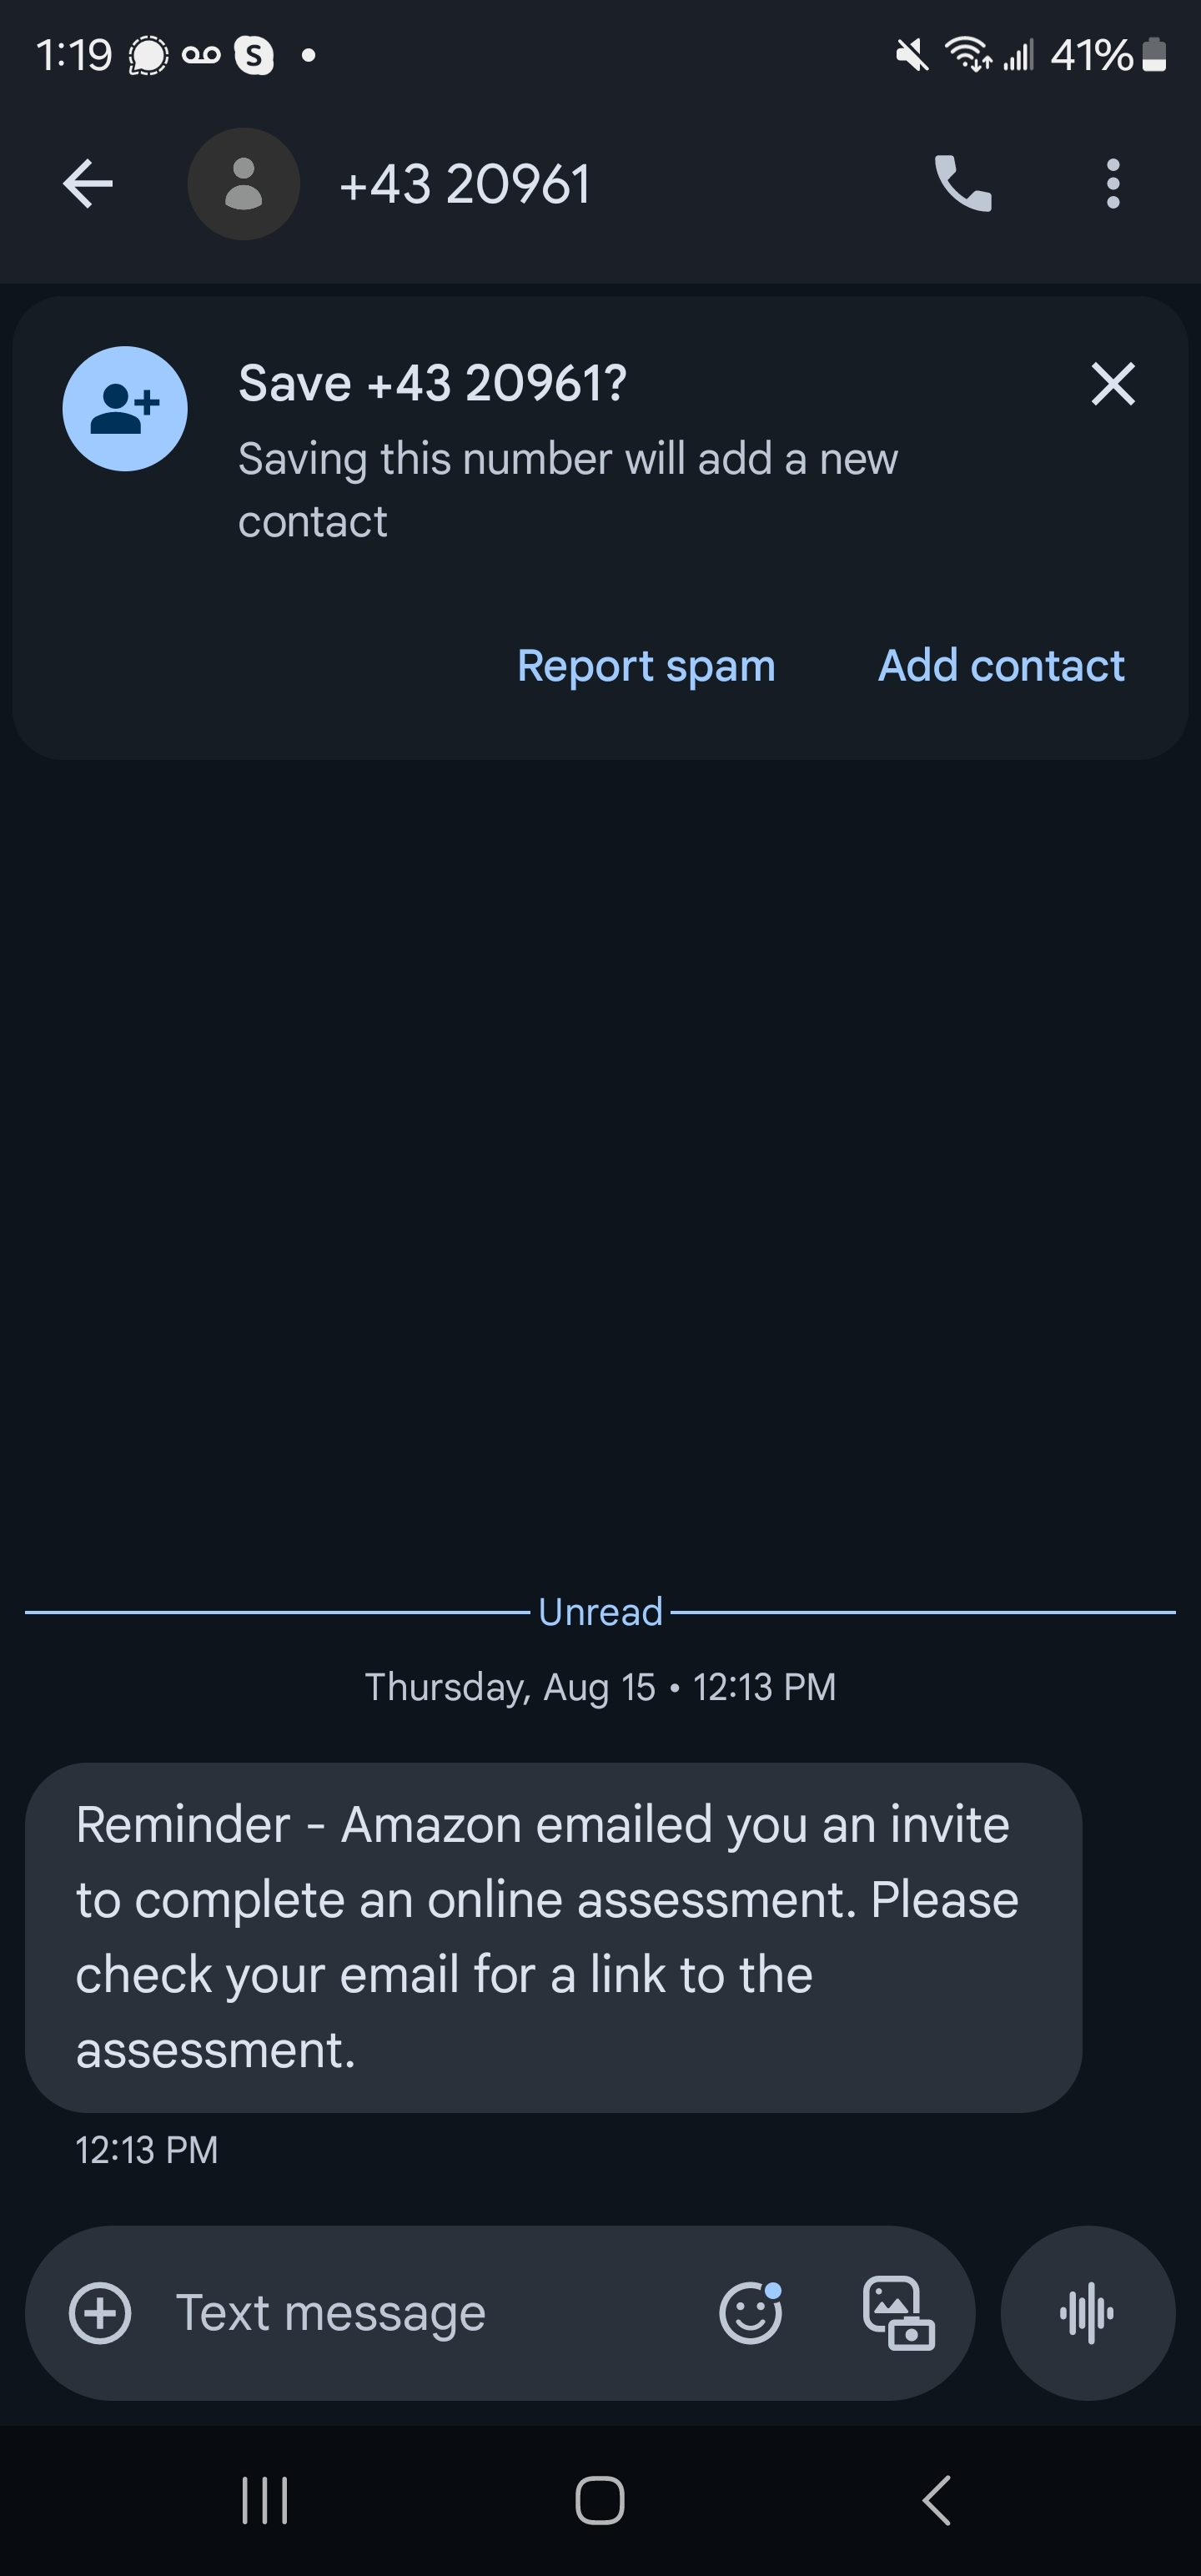 1:19
41%
+43 20961
Save +43 20961?
Saving this number will add a new
contact
Report spam Add contact
Unread
Thursday, Aug 15 • 12:13 PM
Reminder - Amazon emailed you an invite
to complete an online assessment. Please
check your email for a link to the
assessment.
12:13 PM
Text message